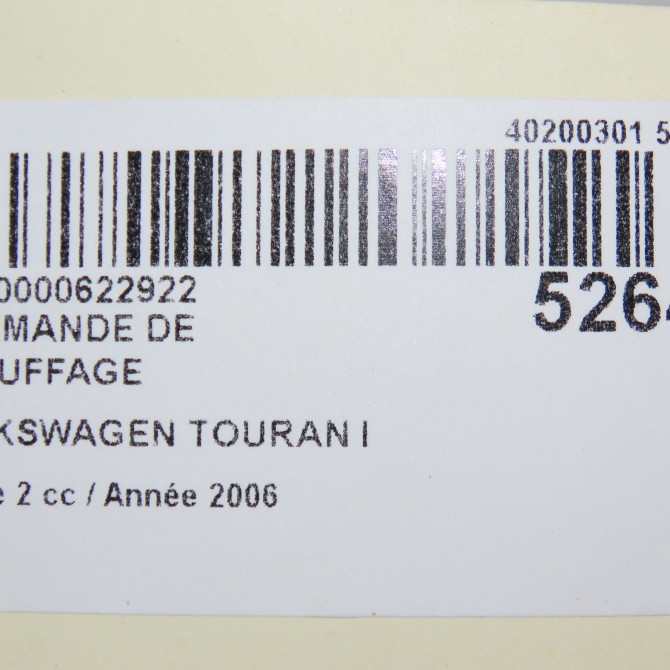 40200301 5
0000622922
5264
MANDE DE
UFFAGE
KSWAGEN TOURAN I
e 2 cc / Année 2006